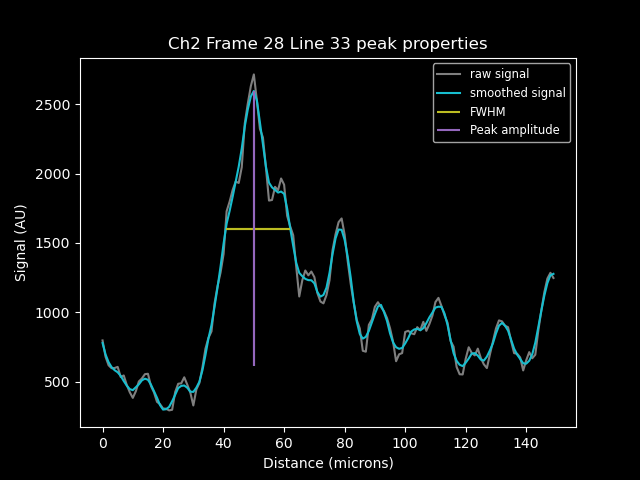 Ch2 Frame 28 Line 33 peak properties
raw signal
smoothed signal
FWHM
Peak amplitude
Signal (AU)
2500
2000
1500
1000
500
0 20 40 60 80 100 120 140
Distance (microns)